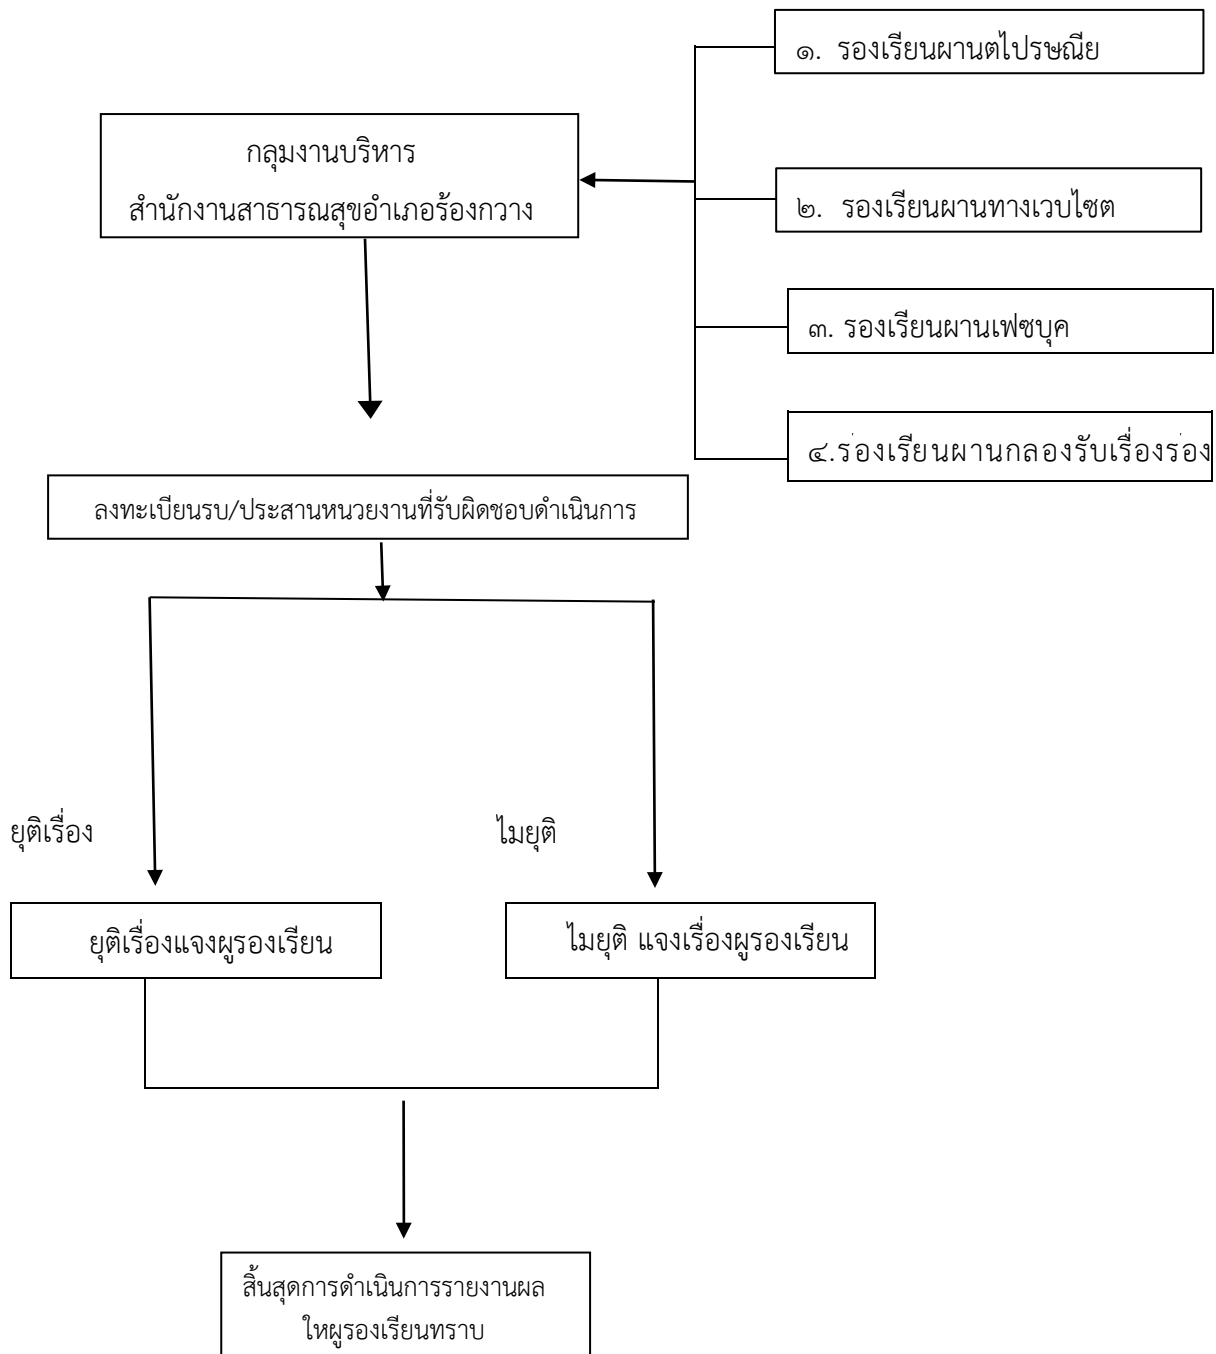 ๑. รองเรียนผานตไปรษณีย
กลุมงานบริหาร
สำนักงานสาธารณสุขอำเภอร้องกวาง
๒. รองเรียนผานทางเวบไซต
๓. รองเรียนผานเฟซบุค
๔.ร่องเรียนผานกลองรับเรื่องร่อง
ลงทะเบียนรบ/ประสานหนวยงานที่รับผิดชอบดำเนินการ
ยุติเรื่อง
ไมยุติ
ยุติเรื่องแจงผูรองเรียน
ไมยุติ แจงเรื่องผูรองเรียน
สิ้นสุดการดำเนินการรายงานผล
ใหผูรองเรียนทราบ